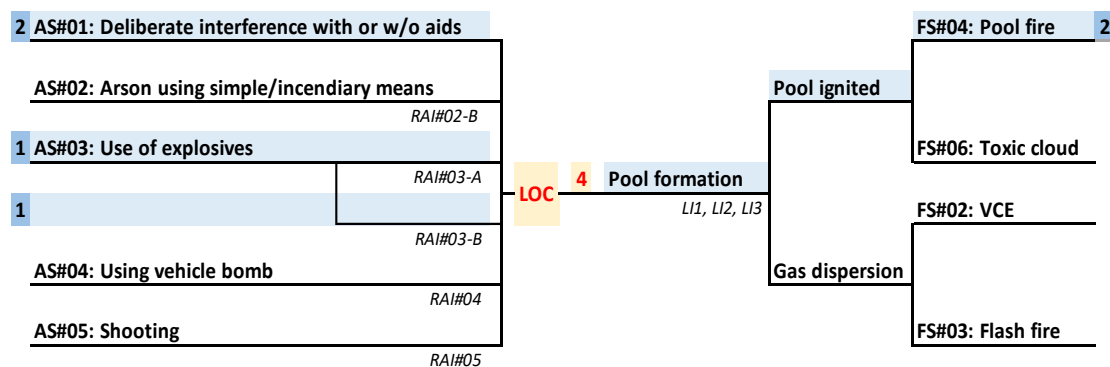 2 AS#01: Deliberate interference with or w/o aids
FS#04: Pool fire 2
AS#02: Arson using simple/incendiary means
Pool ignited
RAI#02-B
1 AS#03: Use of explosives
FS#06: Toxic cloud
RAI#03-A
LOC 4 Pool formation
1
LI1, LI2, LI3
FS#02: VCE
RAI#03-B
AS#04: Using vehicle bomb
Gas dispersion
RAI#04
AS#05: Shooting
FS#03: Flash fire
RAI#05